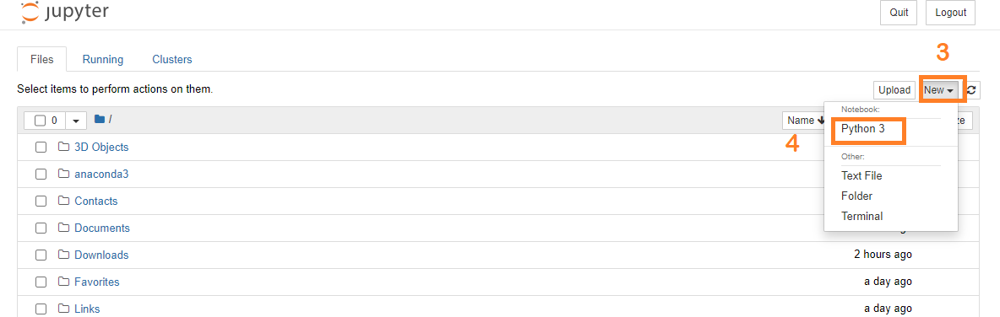 jupyter
Quit
Logout
Files
Running
Clusters
3
Select items to perform actions on them.
Upload
New
0
/
Name
Notebook:
Python 3
4
Other:
Text File
Folder
Terminal
3D Objects
anaconda3
Contacts
Documents
Downloads
2 hours ago
Favorites
a day ago
Links
a day ago